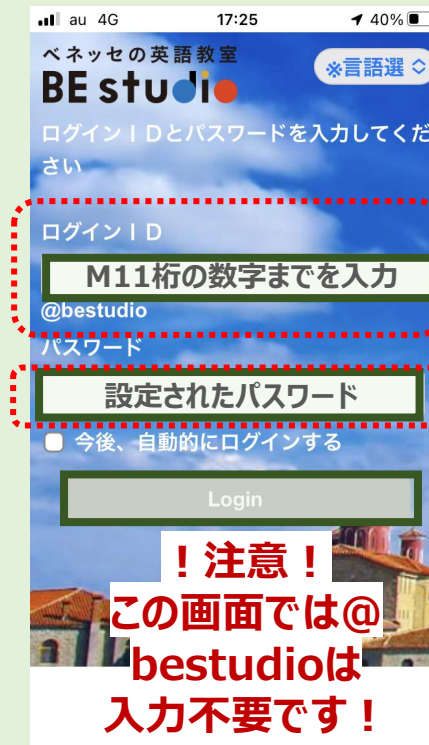 au 4G 17:25 40%
ベネッセの英語教室
BE studio
※言語選
ログインＩＤとパスワードを入力してくだ
さい
ログインＩＤ
M11桁の数字までを入力
@bestudio
パスワード
設定されたパスワード
今後、自動的にログインする
Login
！注意！
この画面では@
bestudioは
入力不要です！